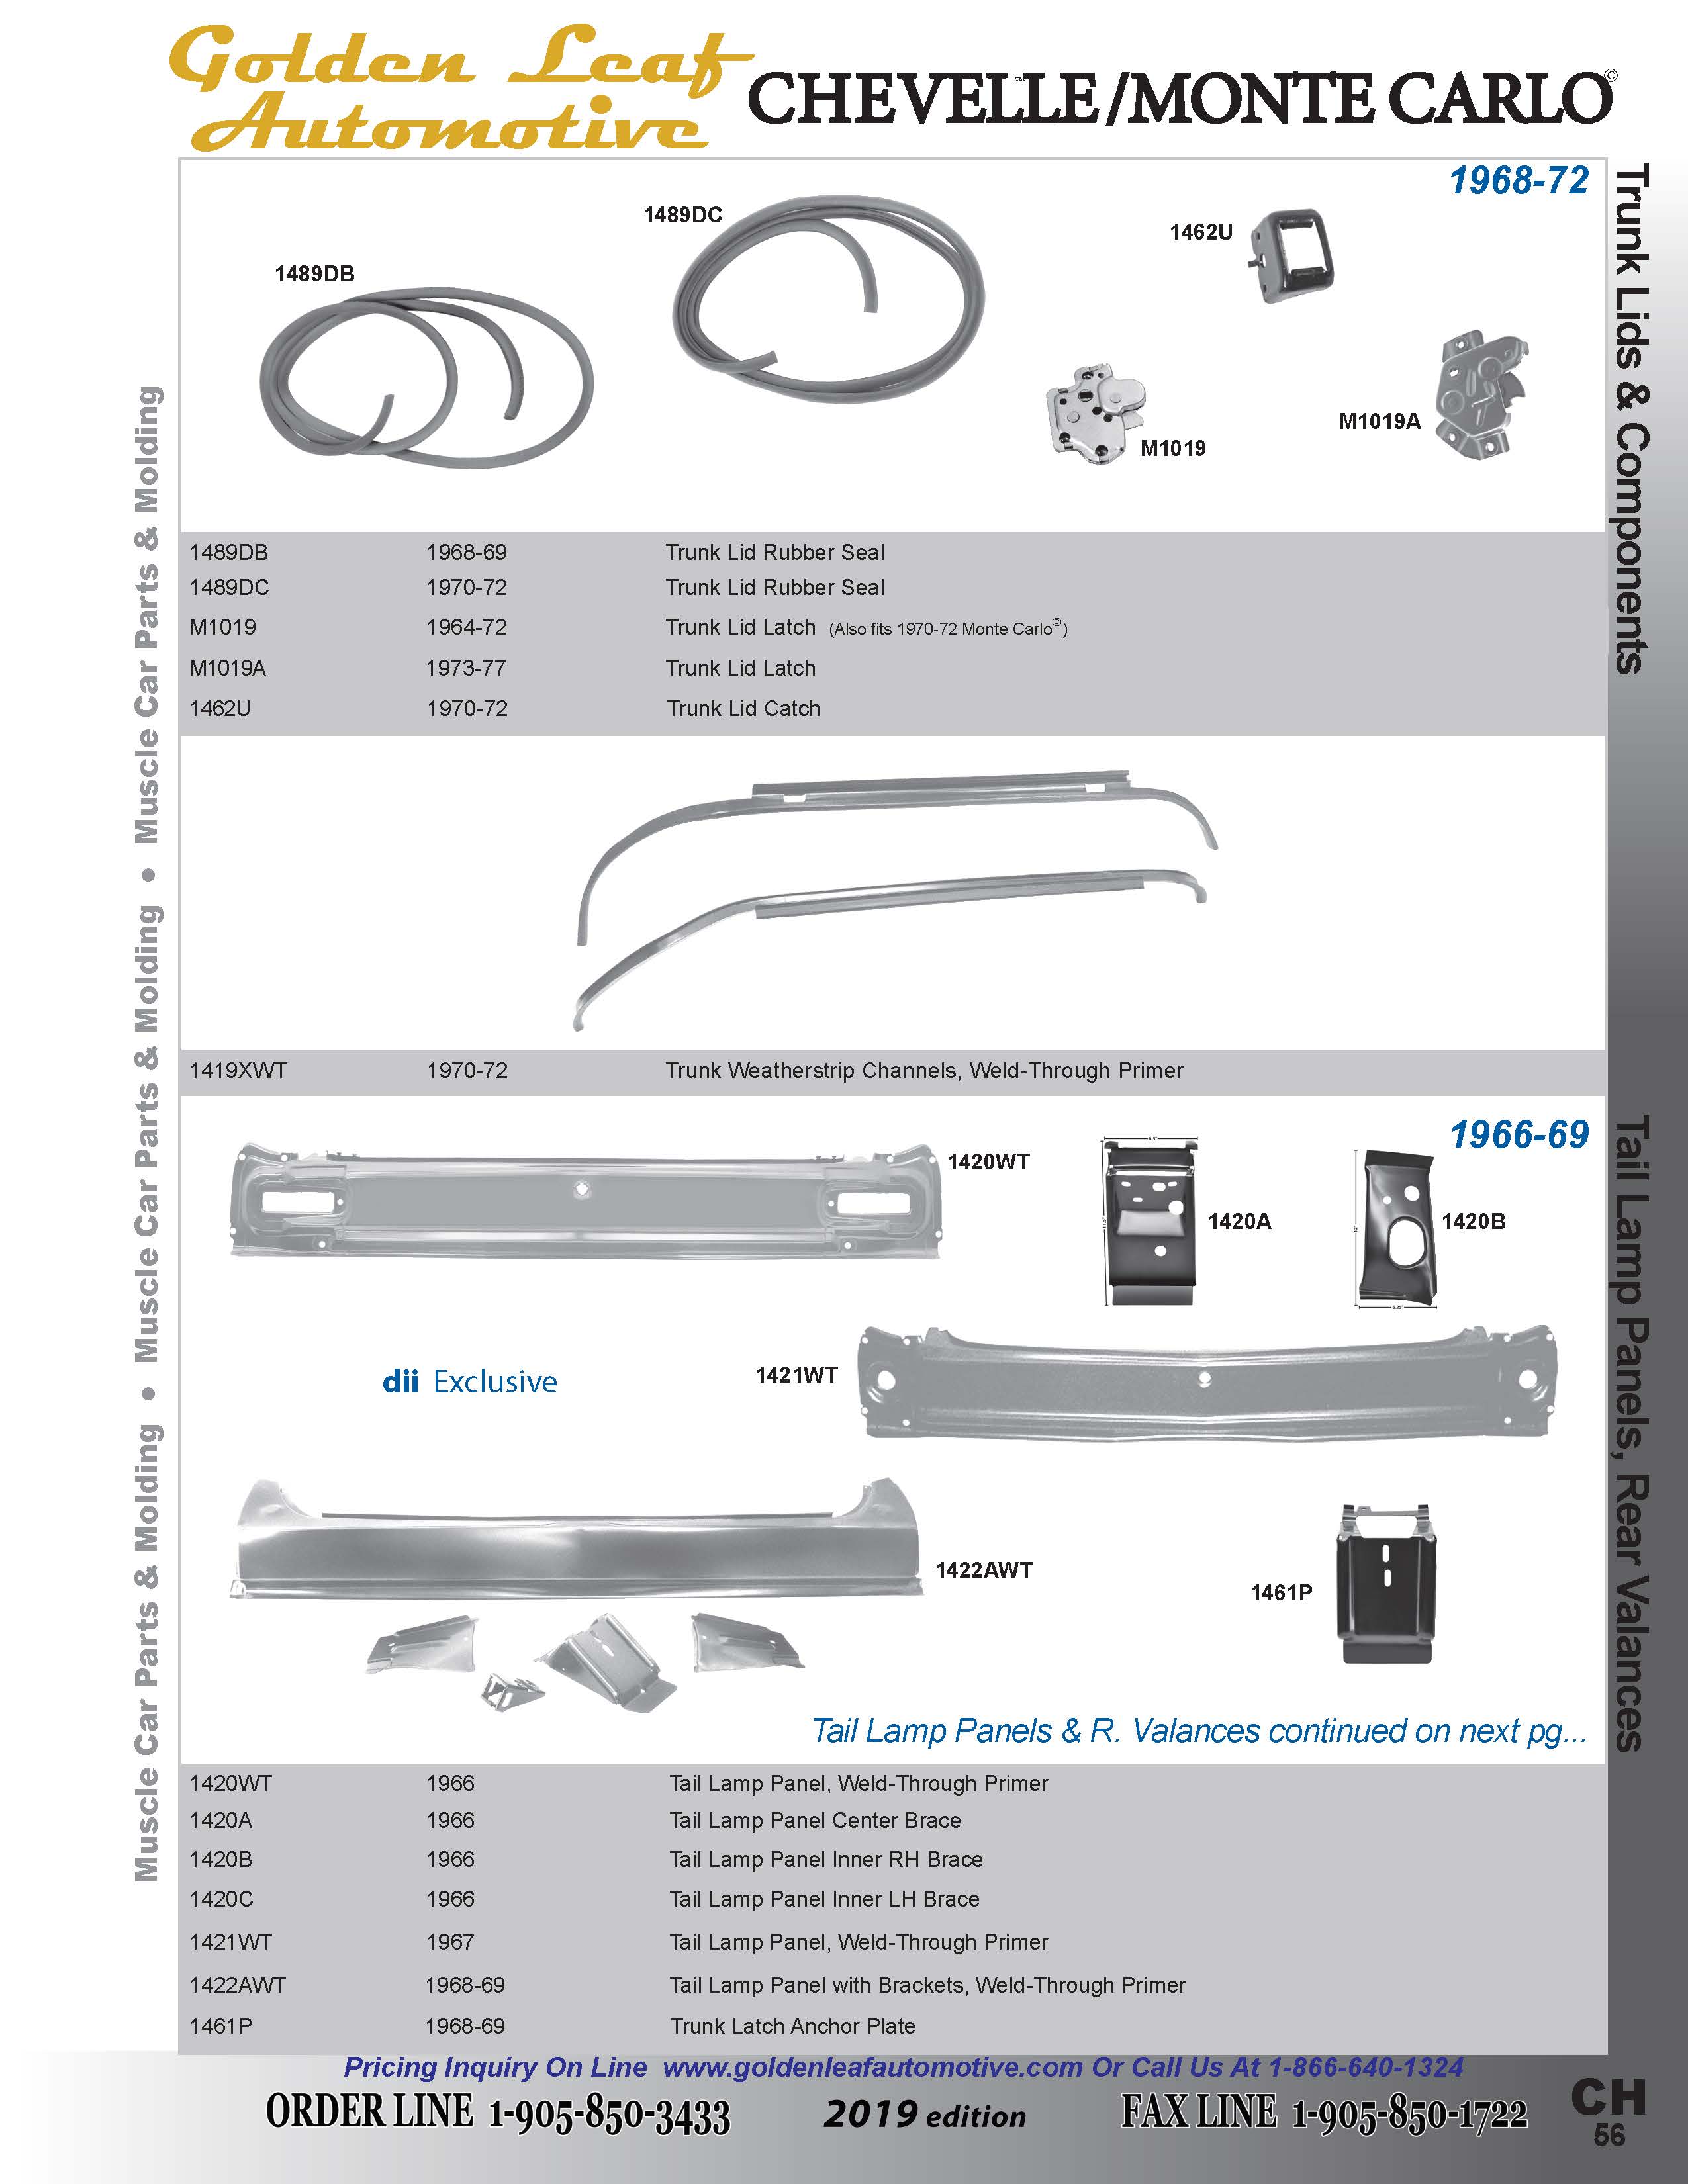 Golden Leaf
Automotive
CHEVELLE™/MONTE CARLO©
1968-72
Trunk Lids & Components
1489DC
1462U
1489DB
M1019A
M1019
1489DB 1968-69 Trunk Lid Rubber Seal
1489DC 1970-72 Trunk Lid Rubber Seal
M1019 1964-72 Trunk Lid Latch (Also fits 1970-72 Monte Carlo©)
M1019A 1973-77 Trunk Lid Latch
1462U 1970-72 Trunk Lid Catch
1419XWT 1970-72 Trunk Weatherstrip Channels, Weld-Through Primer
1966-69
Tail Lamp Panels, Rear Valances
1420WT
1420A
1420B
1421WT
dii Exclusive
1422AWT
1461P
Tail Lamp Panels & R. Valances continued on next pg...
1420WT 1966 Tail Lamp Panel, Weld-Through Primer
1420A 1966 Tail Lamp Panel Center Brace
1420B 1966 Tail Lamp Panel Inner RH Brace
1420C 1966 Tail Lamp Panel Inner LH Brace
1421WT 1967 Tail Lamp Panel, Weld-Through Primer
1422AWT 1968-69 Tail Lamp Panel with Brackets, Weld-Through Primer
1461P 1968-69 Trunk Latch Anchor Plate
Muscle Car Parts & Molding • Muscle Car Parts & Molding • Muscle Car Parts & Molding
Pricing Inquiry On Line www.goldenleafautomotive.com Or Call Us At 1-866-640-1324
ORDER LINE 1-905-850-3433 2019 edition FAX LINE 1-905-850-1722
CH
56